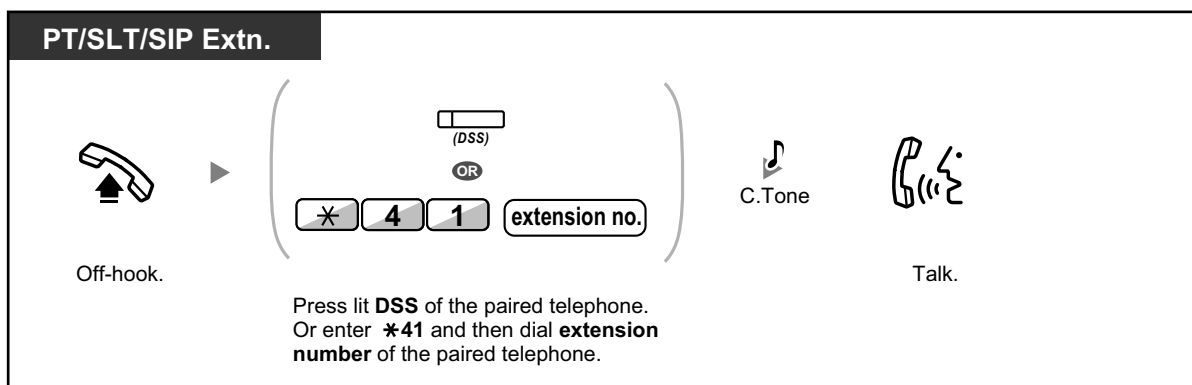 PT/SLT/SIP Extn.
(DSS)
OR
* 4 1 extension no.
C.Tone
Off-hook.
Talk.
Press lit DSS of the paired telephone.
Or enter *41 and then dial extension
number of the paired telephone.